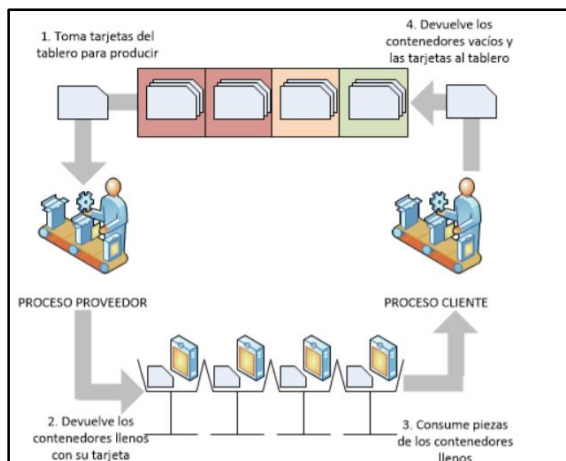 1. Toma tarjetas del
tablero para producir
4. Devuelve los
contenedores vacíos y
las tarjetas al tablero
PROCESO PROVEEDOR
PROCESO CLIENTE
2. Devuelve los
contenedores llenos
con su tarjeta
3. Consume piezas
de los contenedores
llenos